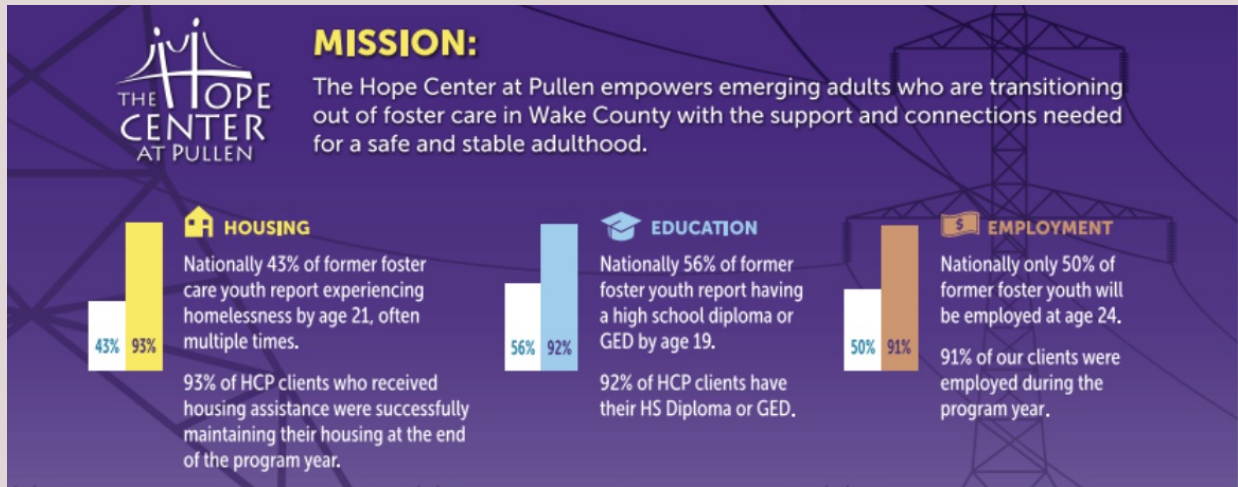 THE HOPE
CENTER
AT PULLEN
MISSION:
The Hope Center at Pullen empowers emerging adults who are transitioning
out of foster care in Wake County with the support and connections needed
for a safe and stable adulthood.
HOUSING
Nationally 43% of former foster
care youth report experiencing
homelessness by age 21, often
multiple times.
93% of HCP clients who received
housing assistance were successfully
maintaining their housing at the end
of the program year.
43% 93%
EDUCATION
Nationally 56% of former
foster youth report having
a high school diploma or
GED by age 19.
92% of HCP clients have
their HS Diploma or GED.
56% 92%
$ EMPLOYMENT
Nationally only 50% of
former foster youth will
be employed at age 24.
91% of our clients were
employed during the
program year.
50% 91%